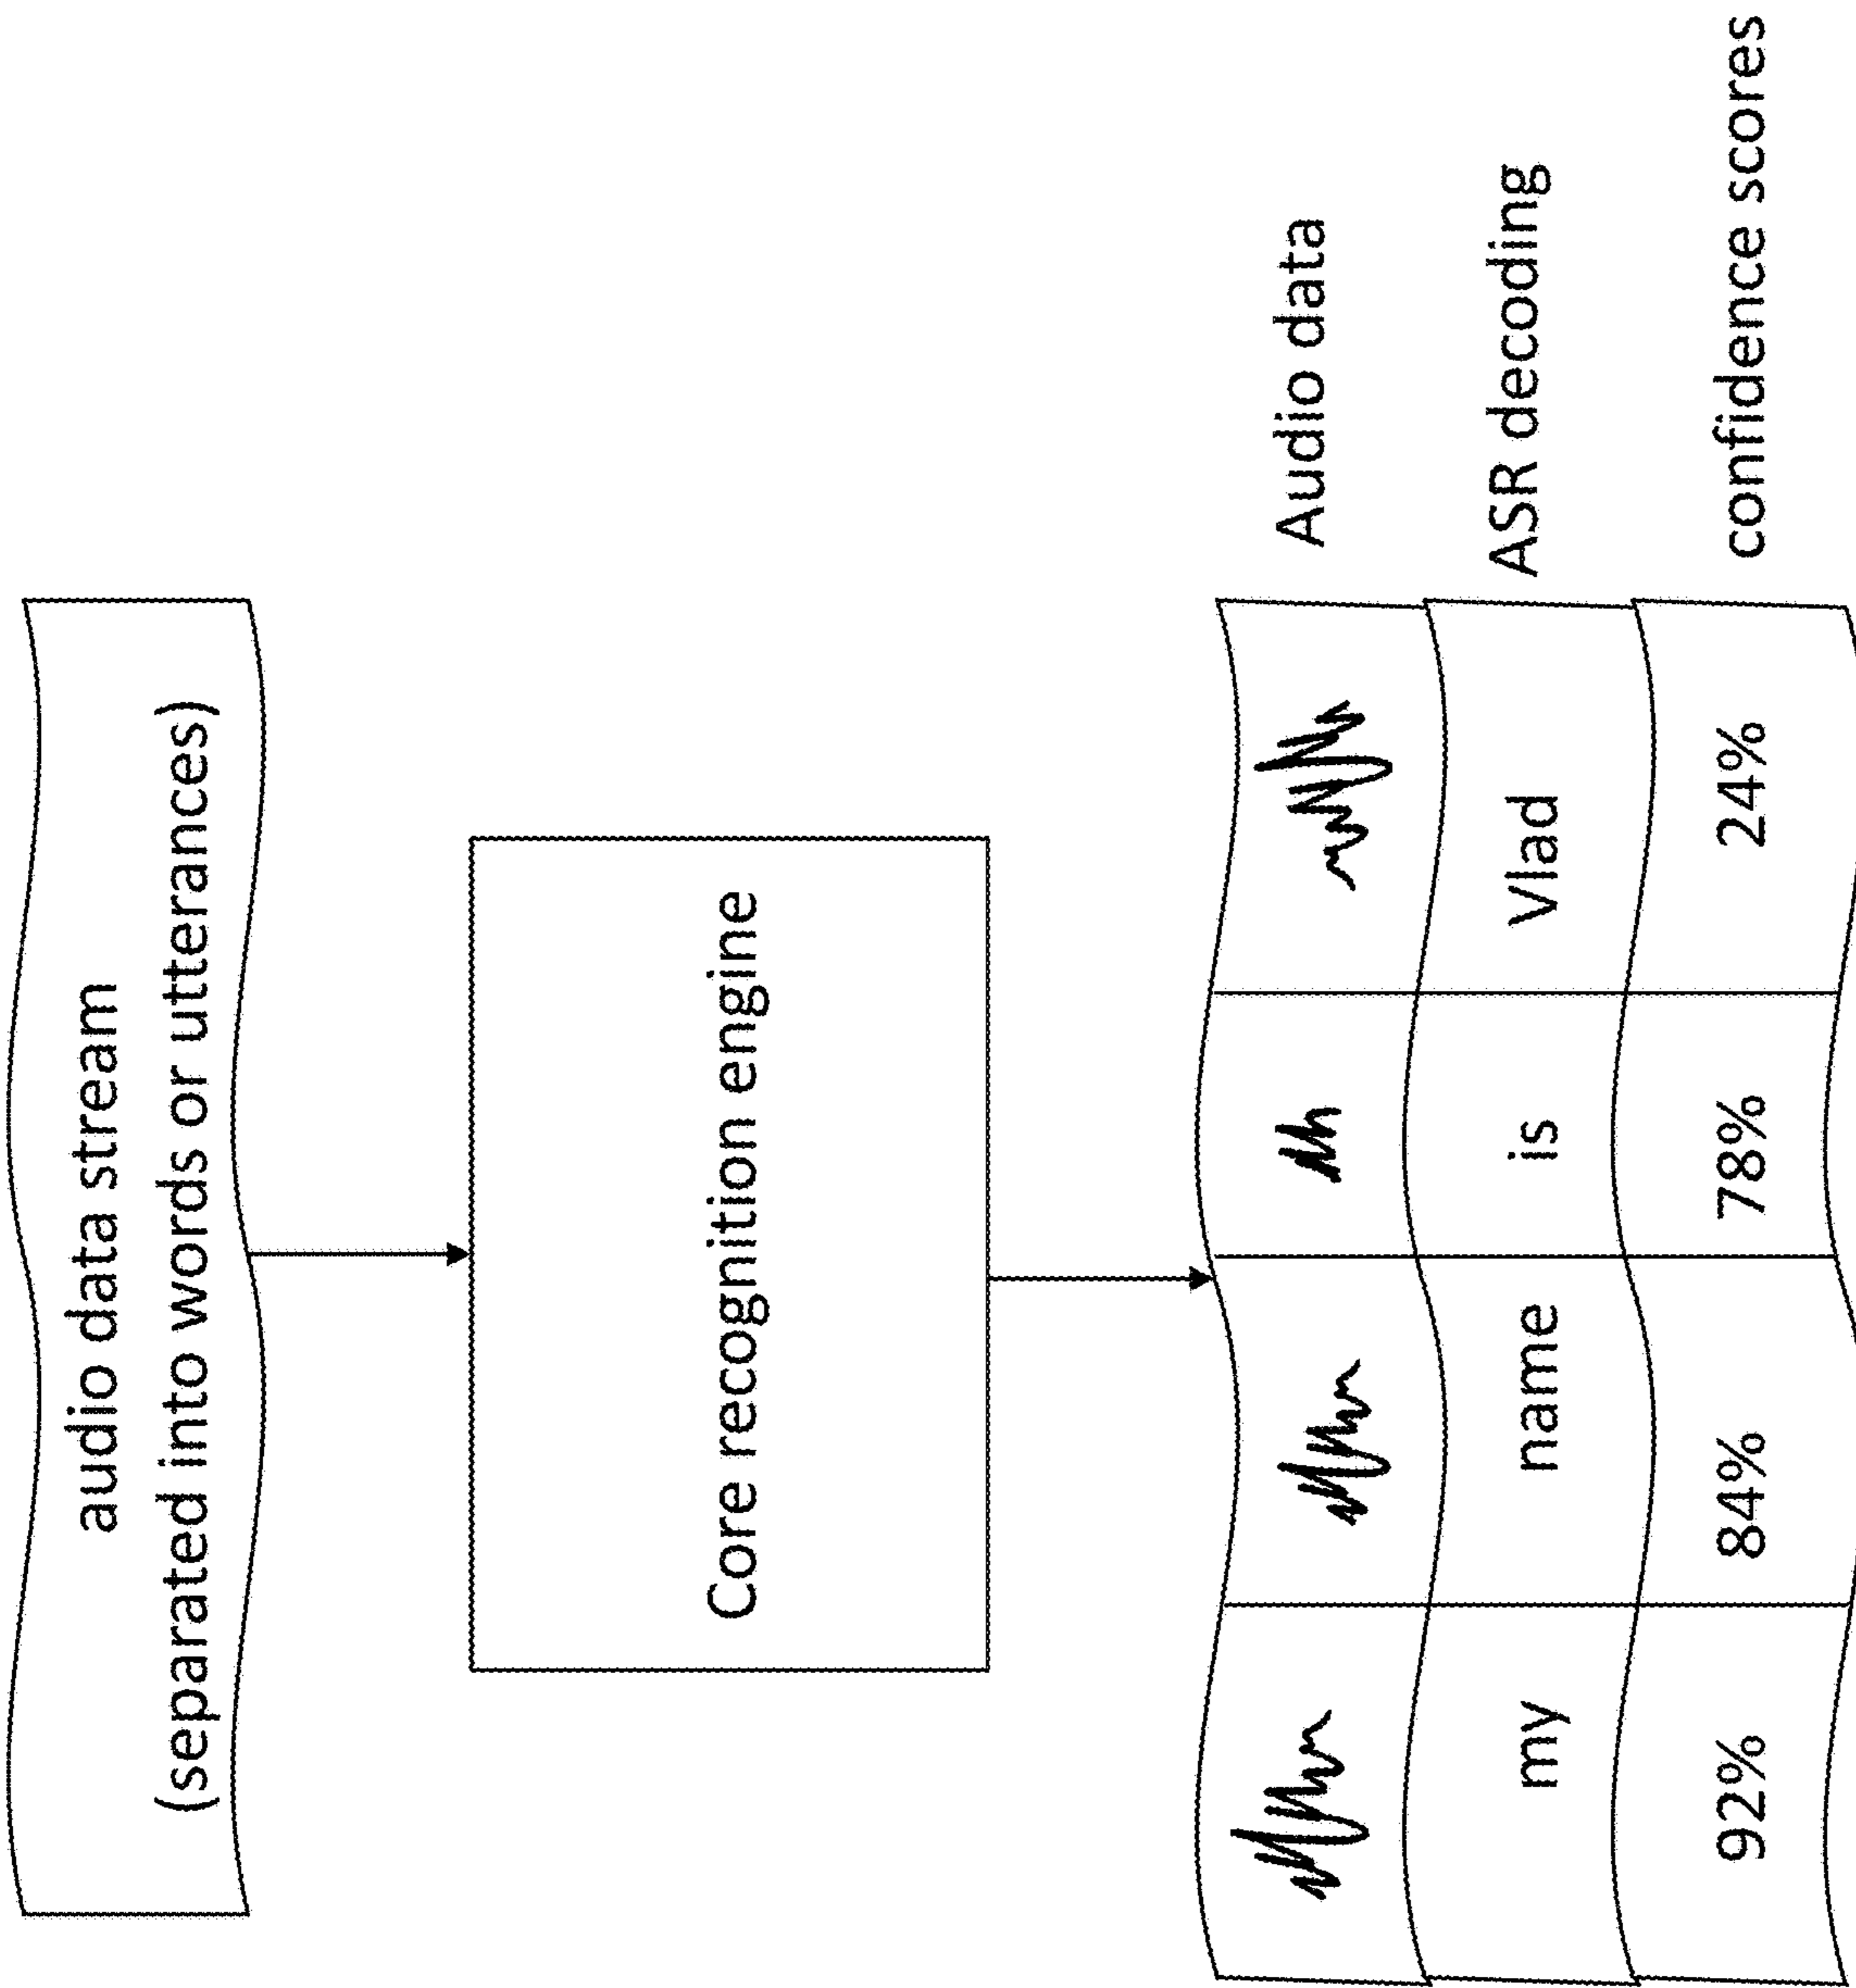 audio data stream
(separated into words or utterances)
Core recognition engine
my name is Vlad Audio data
ASR decoding
92% 84% 78% 24% confidence scores